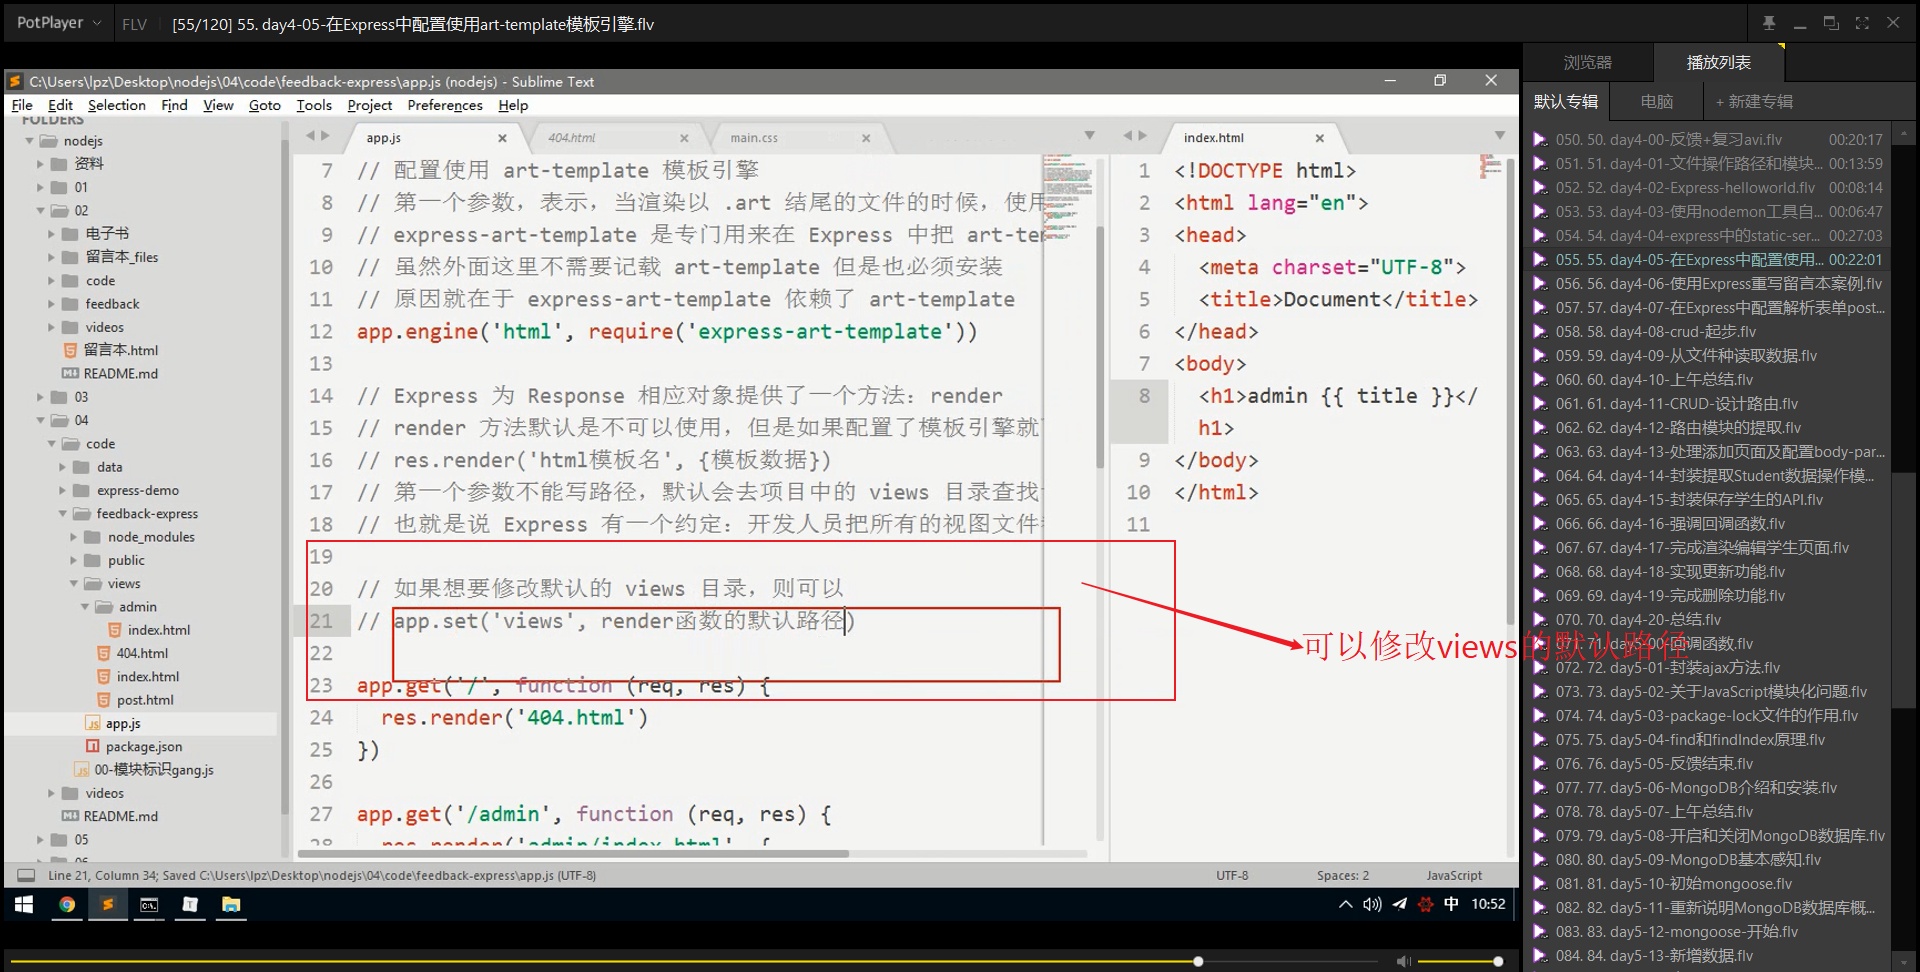 PotPlayer
FLV
[55/120] 55. day4-05-在Express中配置使用art-template模板引擎.flv
C:\Users\lpz\Desktop\nodejs\04\code\feedback-express\app.js (nodejs) - Sublime Text
File Edit Selection Find View Goto Tools Project Preferences Help
FOLDERS
nodejs
资料
01
02
电子书
留言本_files
code
feedback
videos
留言本.html
README.md
03
04
code
data
express-demo
feedback-express
node_modules
public
views
admin
index.html
404.html
index.html
post.html
app.js
package.json
00-模块标识gang.js
videos
README.md
05
06
app.js
404.html
main.css
7 // 配置使用 art-template 模板引擎
8 // 第一个参数，表示，当渲染以 .art 结尾的文件的时候，使用
9 // express-art-template 是专门用来在 Express 中把 art-te
10 // 虽然外面这里不需要记载 art-template 但是也必须安装
11 // 原因就在于 express-art-template 依赖了 art-template
12 app.engine('html', require('express-art-template'))
13
14 // Express 为 Response 相应对象提供了一个方法：render
15 // render 方法默认是不可以使用，但是如果配置了模板引擎就
16 // res.render('html模板名', {模板数据})
17 // 第一个参数不能写路径，默认会去项目中的 views 目录查找
18 // 也就是说 Express 有一个约定：开发人员把所有的视图文件
19
20 // 如果想要修改默认的 views 目录，则可以
21 // app.set('views', render函数的默认路径)
22
23 app.get('/', function (req, res) {
24 res.render('404.html')
25 })
26
27 app.get('/admin', function (req, res) {
28 res.render('admin/index.html', {
index.html
1 <!DOCTYPE html>
2 <html lang="en">
3 <head>
4 <meta charset="UTF-8">
5 <title>Document</title>
6 </head>
7 <body>
8 <h1>admin {{ title }}</
h1>
9 </body>
10 </html>
11
可以修改views的默认路径
Line 21, Column 34; Saved C:\Users\lpz\Desktop\nodejs\04\code\feedback-express\app.js (UTF-8)
UTF-8
Spaces: 2
JavaScript
中
10:52
浏览器
播放列表
默认专辑
电脑
+ 新建专辑
050. 50. day4-00-反馈+复习avi.flv 00:20:17
051. 51. day4-01-文件操作路径和模块... 00:13:59
052. 52. day4-02-Express-helloworld.flv 00:08:14
053. 53. day4-03-使用nodemon工具自... 00:06:47
054. 54. day4-04-express中的static-ser... 00:27:03
055. 55. day4-05-在Express中配置使用... 00:22:01
056. 56. day4-06-使用Express重写留言本案例.flv
057. 57. day4-07-在Express中配置解析表单post...
058. 58. day4-08-crud-起步.flv
059. 59. day4-09-从文件种读取数据.flv
060. 60. day4-10-上午总结.flv
061. 61. day4-11-CRUD-设计路由.flv
062. 62. day4-12-路由模块的提取.flv
063. 63. day4-13-处理添加页面及配置body-par...
064. 64. day4-14-封装提取Student数据操作模...
065. 65. day4-15-封装保存学生的API.flv
066. 66. day4-16-强调回调函数.flv
067. 67. day4-17-完成渲染编辑学生页面.flv
068. 68. day4-18-实现更新功能.flv
069. 69. day4-19-完成删除功能.flv
070. 70. day4-20-总结.flv
071. 71. day5-00-回调函数.flv
072. 72. day5-01-封装ajax方法.flv
073. 73. day5-02-关于JavaScript模块化问题.flv
074. 74. day5-03-package-lock文件的作用.flv
075. 75. day5-04-find和findIndex原理.flv
076. 76. day5-05-反馈结束.flv
077. 77. day5-06-MongoDB介绍和安装.flv
078. 78. day5-07-上午总结.flv
079. 79. day5-08-开启和关闭MongoDB数据库.flv
080. 80. day5-09-MongoDB基本感知.flv
081. 81. day5-10-初始mongoose.flv
082. 82. day5-11-重新说明MongoDB数据库概...
083. 83. day5-12-mongoose-开始.flv
084. 84. day5-13-新增数据.flv